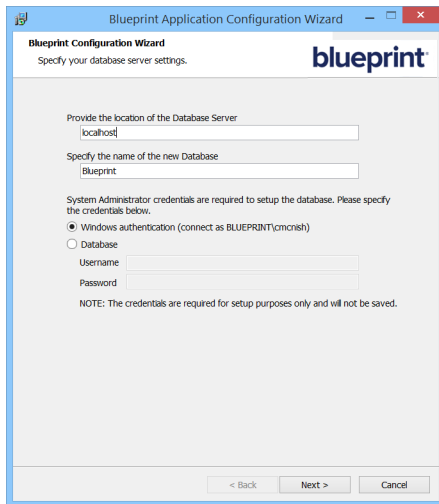 Blueprint Application Configuration Wizard
Blueprint Configuration Wizard
Specify your database server settings.
blueprint
Provide the location of the Database Server
localhost
Specify the name of the new Database
Blueprint
System Administrator credentials are required to setup the database. Please specify
the credentials below.
Windows authentication (connect as BLUEPRINT\cmcnish)
Database
Username
Password
NOTE: The credentials are required for setup purposes only and will not be saved.
< Back
Next >
Cancel